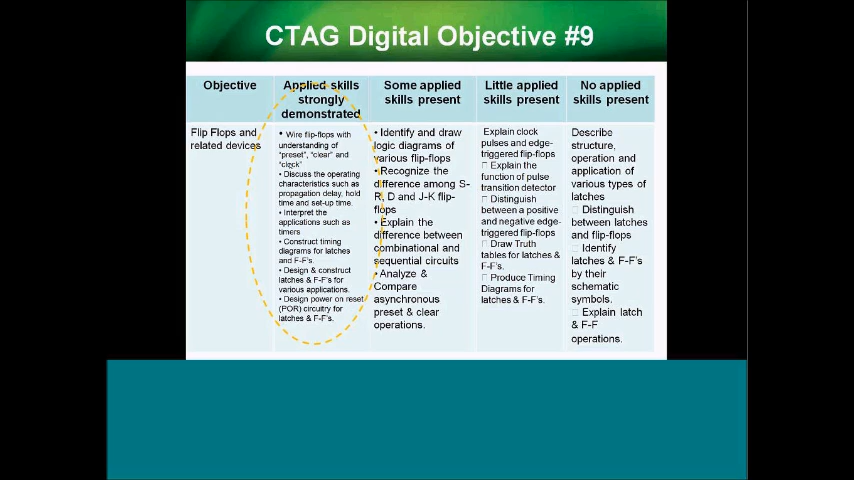 CTAG Digital Objective #9
Objective
Applied skills
strongly
demonstrated
Some applied
skills present
Little applied
skills present
No applied
skills present
Flip Flops and
related devices
• Wire flip-flops with
understanding of
"preset", "clear" and
"clock"
• Discuss the operating
characteristics such as
propagation delay, hold
time and set-up time.
• Interpret the
applications such as
timers
• Construct timing
diagrams for latches
and F-F's.
• Design & construct
latches & F-F's for
various applications.
• Design power on reset
(POR) circuitry for
latches & F-F's.
• Identify and draw
logic diagrams of
various flip-flops
• Recognize the
difference among S-
R, D and J-K flip-
flops
• Explain the
difference between
combinational and
sequential circuits
• Analyze &
Compare
asynchronous
preset & clear
operations.
Explain clock
pulses and edge-
triggered flip-flops
□ Explain the
function of pulse
transition detector
□ Distinguish
between a positive
and negative edge-
triggered flip-flops
□ Draw Truth
tables for latches &
F-F's.
□ Produce Timing
Diagrams for
latches & F-F's.
Describe
structure,
operation and
application of
various types of
latches
□ Distinguish
between latches
and flip-flops
□ Identify
latches & F-F's
by their
schematic
symbols.
□ Explain latch
& F-F
operations.